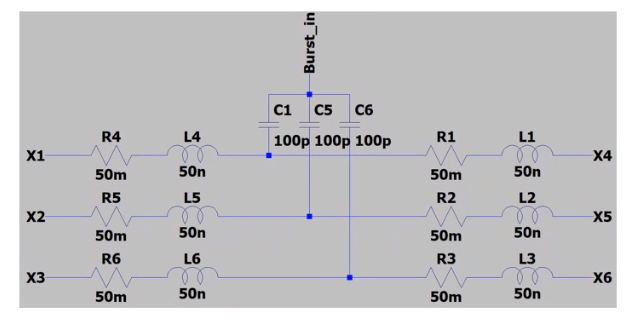 Burst_in
C1 C5 C6
100p 100p 100p
R4 L4 R1 L1
X1 X4
50m 50n 50m 50n
R5 L5 R2 L2
X2 X5
50m 50n 50m 50n
R6 L6 R3 L3
X3 X6
50m 50n 50m 50n